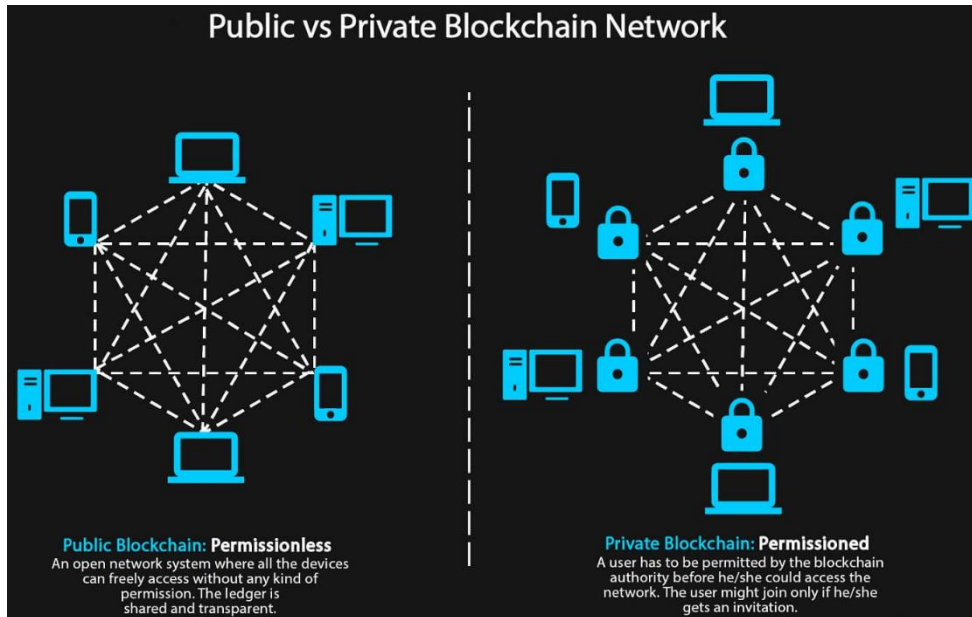 Public vs Private Blockchain Network
Public Blockchain: Permissionless
An open network system where all the devices
can freely access without any kind of
permission. The ledger is
shared and transparent.
Private Blockchain: Permissioned
A user has to be permitted by the blockchain
authority before he/she could access the
network. The user might join only if he/she
gets an invitation.